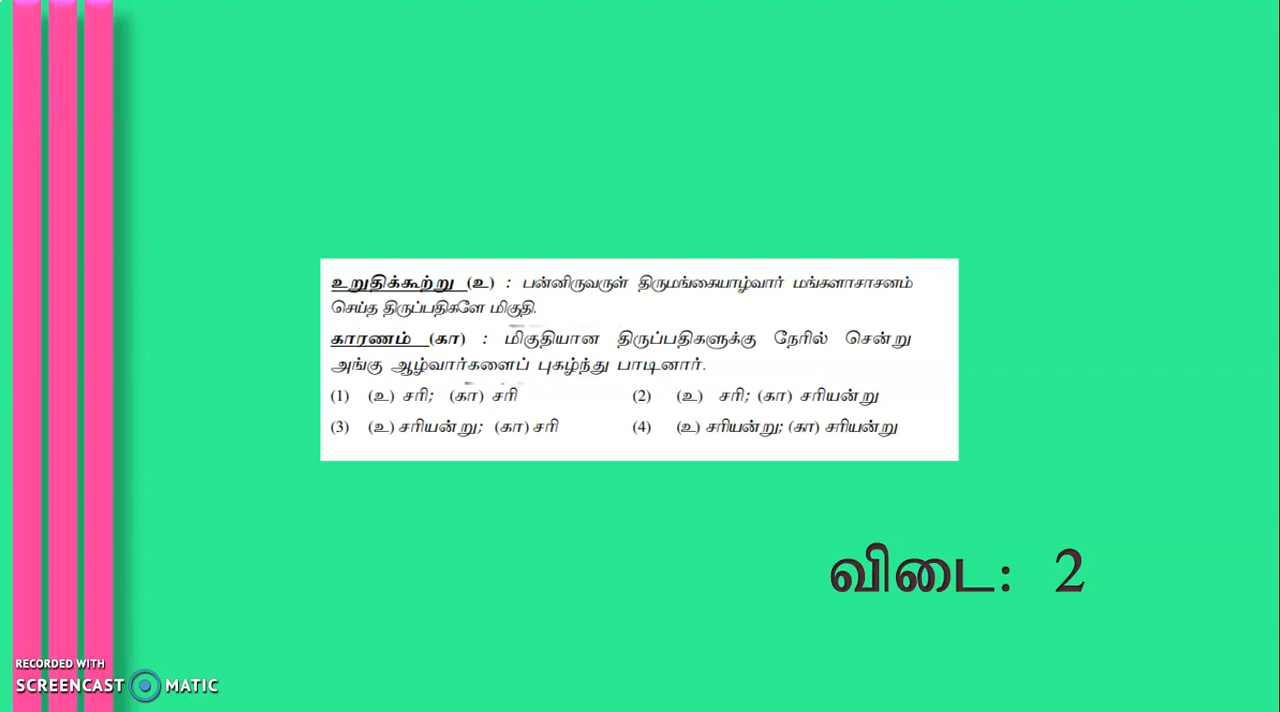 உறுதிக்கூற்று (உ) : பன்னிருவருள் திருமங்கையாழ்வார் மங்களாசாசனம்
செய்த திருப்பதிகளே மிகுதி.
காரணம் (கா) : மிகுதியான திருப்பதிகளுக்கு நேரில் சென்று
அங்கு ஆழ்வார்களைப் புகழ்ந்து பாடினார்.
(1) (உ) சரி; (கா) சரி (2) (உ) சரி; (கா) சரியன்று
(3) (உ) சரியன்று; (கா) சரி (4) (உ) சரியன்று; (கா) சரியன்று
விடை: 2
RECORDED WITH
SCREENCAST MATIC